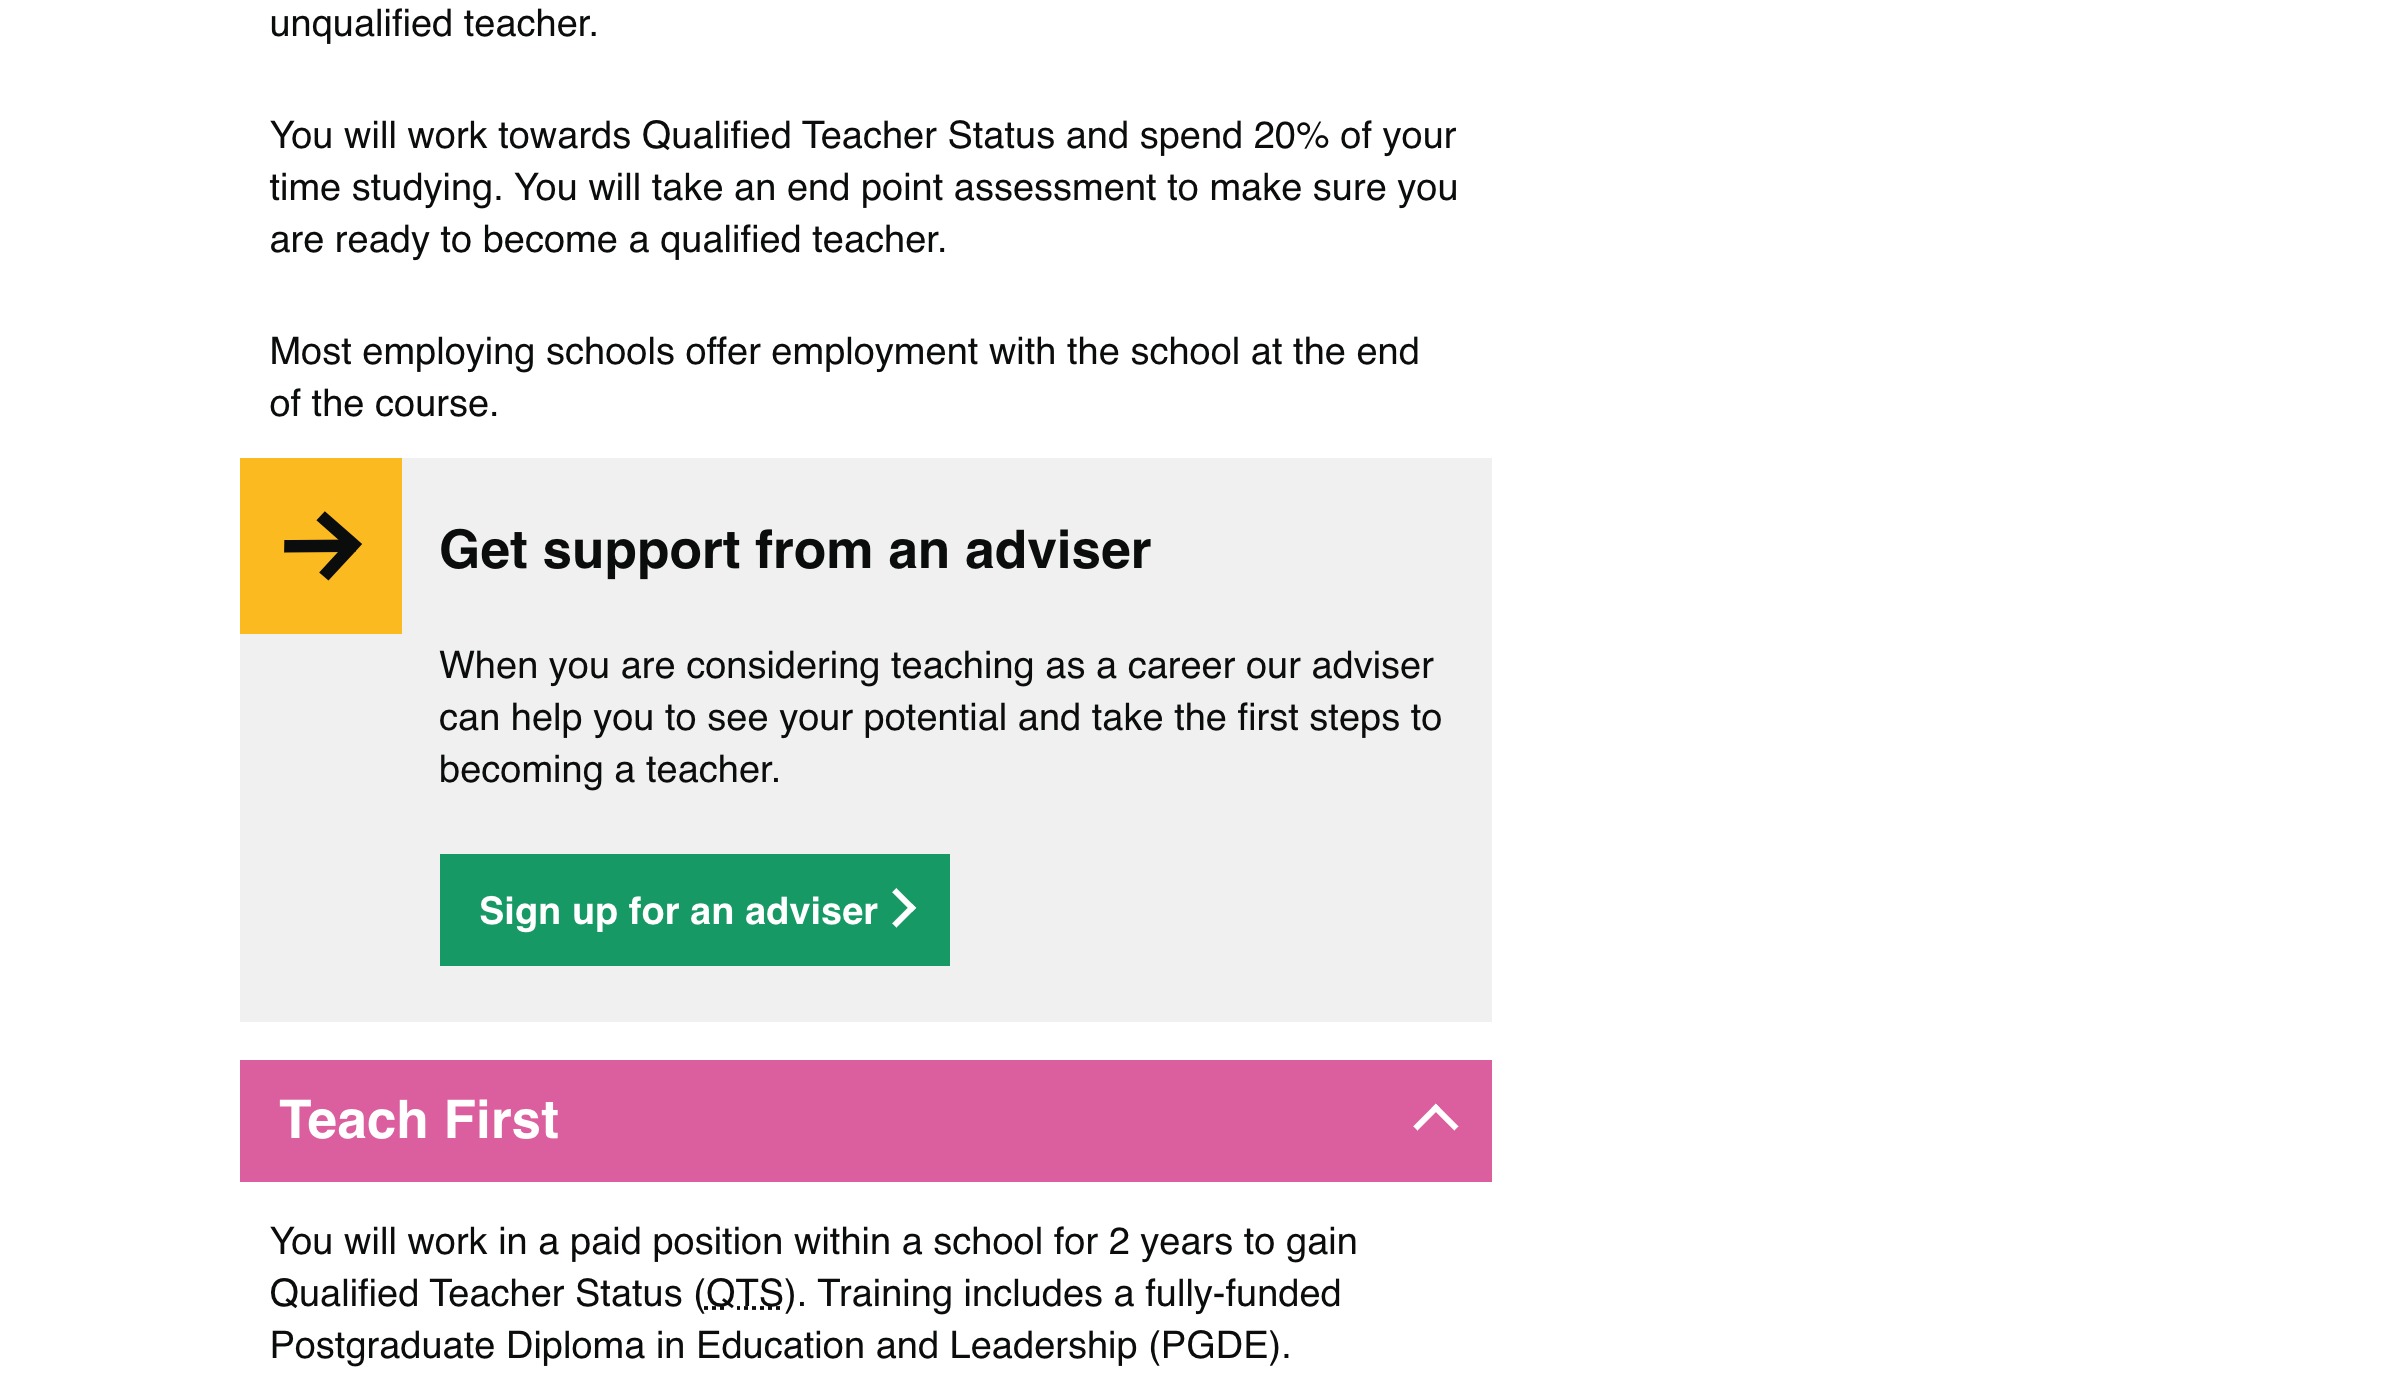 unqualified teacher.
You will work towards Qualified Teacher Status and spend 20% of your
time studying. You will take an end point assessment to make sure you
are ready to become a qualified teacher.
Most employing schools offer employment with the school at the end
of the course.
Get support from an adviser
When you are considering teaching as a career our adviser
can help you to see your potential and take the first steps to
becoming a teacher.
Sign up for an adviser
Teach First
You will work in a paid position within a school for 2 years to gain
Qualified Teacher Status (QTS). Training includes a fully-funded
Postgraduate Diploma in Education and Leadership (PGDE).